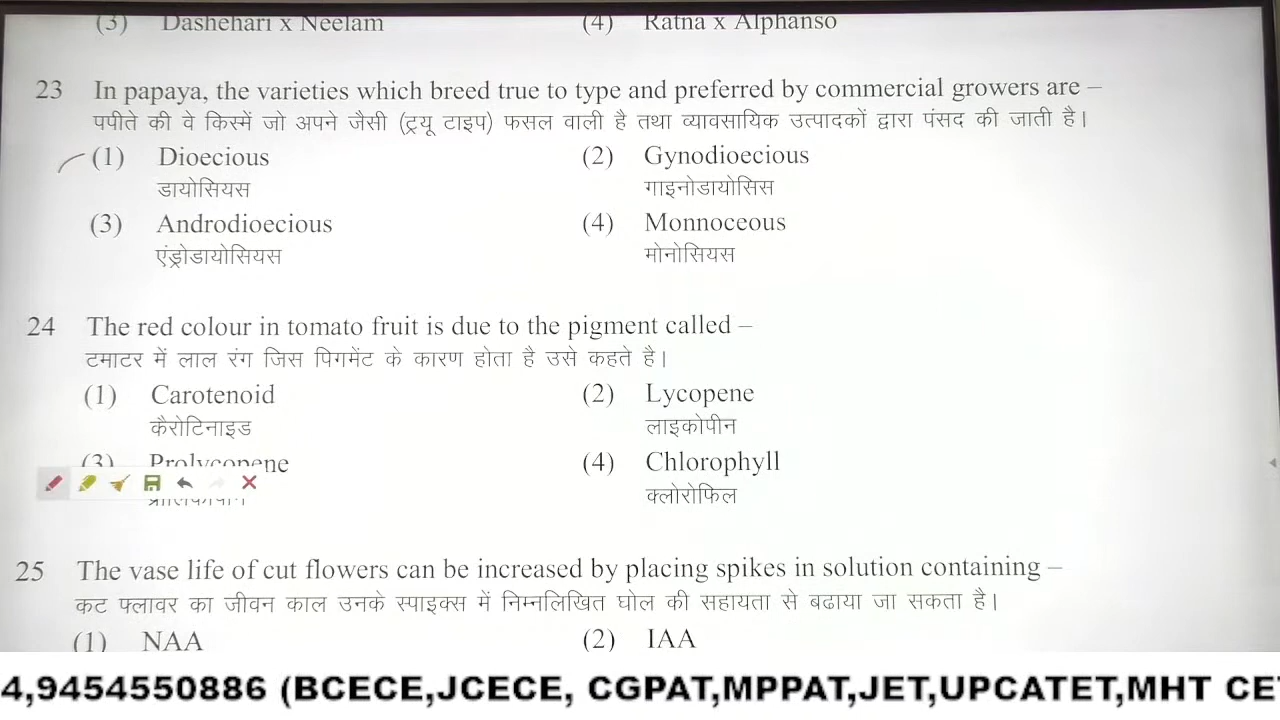 (3) Dashehari x Neelam (4) Ratna x Alphanso
23 In papaya, the varieties which breed true to type and preferred by commercial growers are –
पपीते की वे किस्में जो अपने जैसी (ट्रयू टाइप) फसल वाली है तथा व्यावसायिक उत्पादकों द्वारा पंसद की जाती है।
(1) Dioecious (2) Gynodioecious
डायोसियस गाइनोडायोसिस
(3) Androdioecious (4) Monnoceous
एंड्रोडायोसियस मोनोसियस
24 The red colour in tomato fruit is due to the pigment called –
टमाटर में लाल रंग जिस पिगमेंट के कारण होता है उसे कहते है।
(1) Carotenoid (2) Lycopene
कैरोटिनाइड लाइकोपीन
(3) Prolycopene (4) Chlorophyll
क्लोरोफिल
25 The vase life of cut flowers can be increased by placing spikes in solution containing –
कट फ्लावर का जीवन काल उनके स्पाइक्स में निम्नलिखित घोल की सहायता से बढाया जा सकता है।
(1) NAA (2) IAA
4,9454550886 (BCECE,JCECE, CGPAT,MPPAT,JET,UPCATET,MHT CE